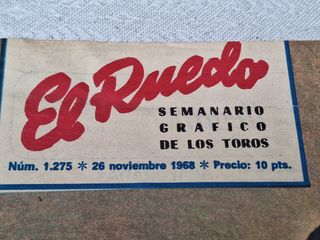 El Ruedo
SEMANARIO
GRAFICO
DE LOS TOROS
Núm. 1.275 * 26 noviembre 1968 * Precio: 10 pts.